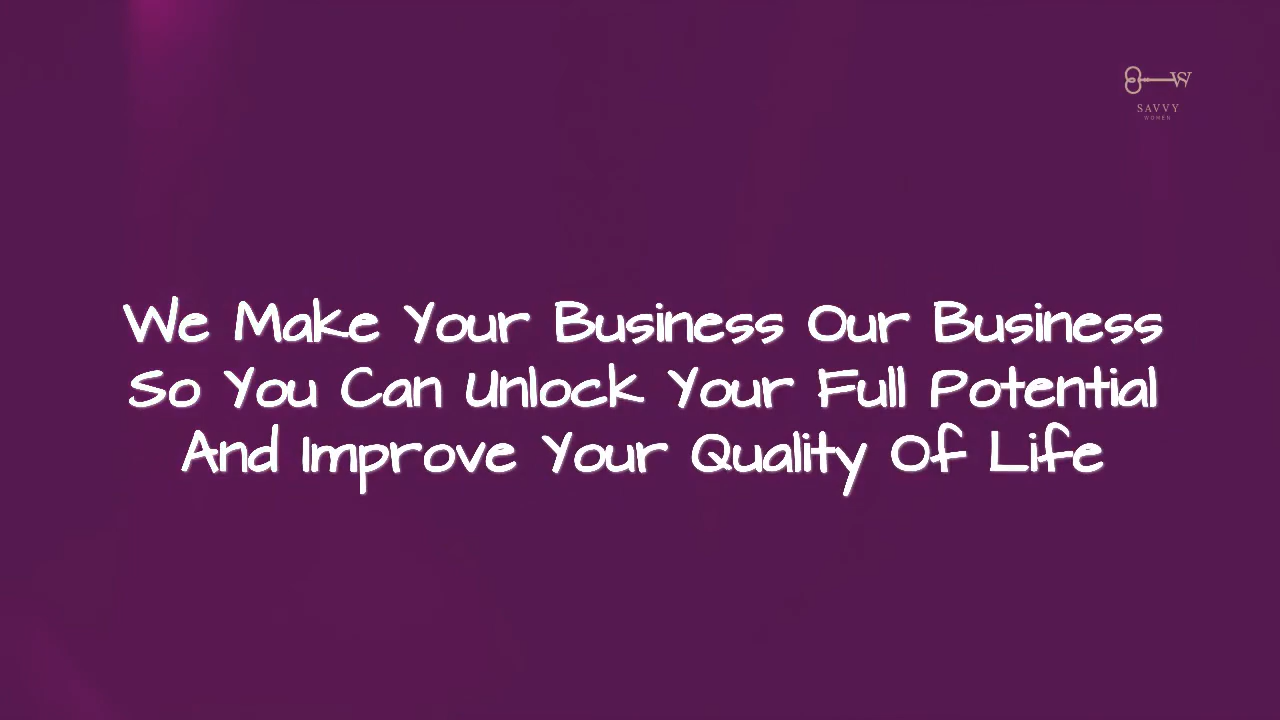 SAVVY
WOMEN
We Make Your Business Our Business
So You Can Unlock Your Full Potential
And Improve Your Quality Of Life